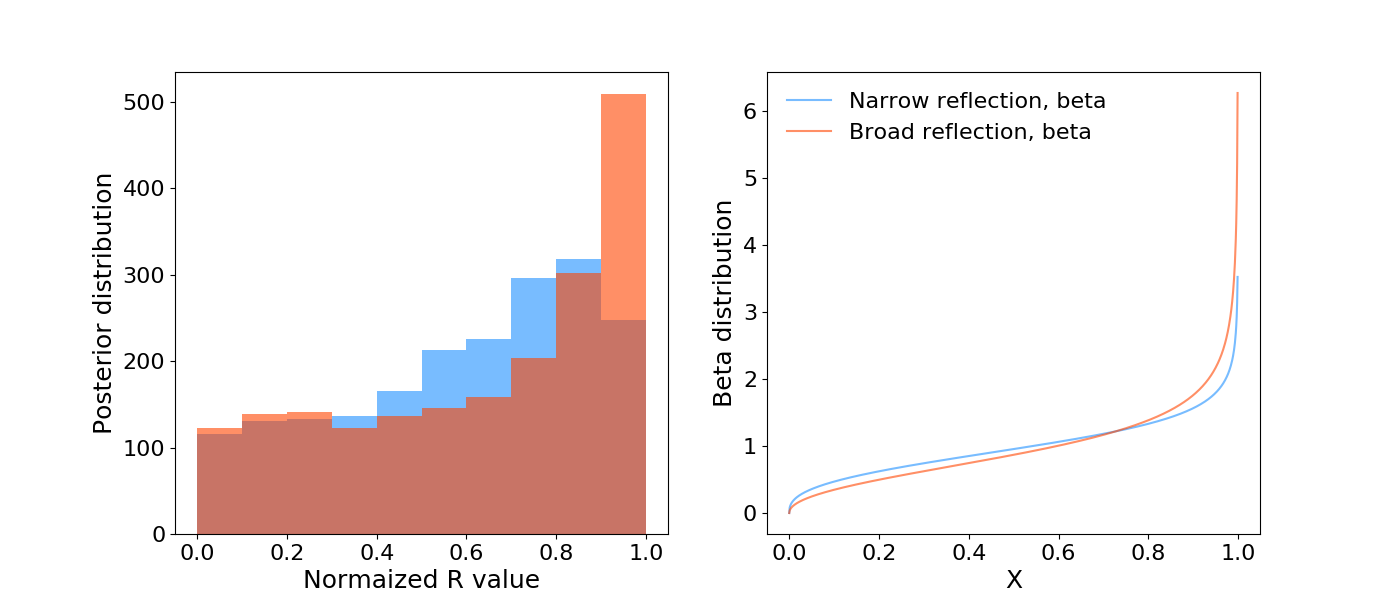 500
400
300
200
100
0
Posterior distribution
0.0 0.2 0.4 0.6 0.8 1.0
Normaized R value
Narrow reflection, beta
Broad reflection, beta
6
5
4
3
2
1
0
Beta distribution
0.0 0.2 0.4 0.6 0.8 1.0
X